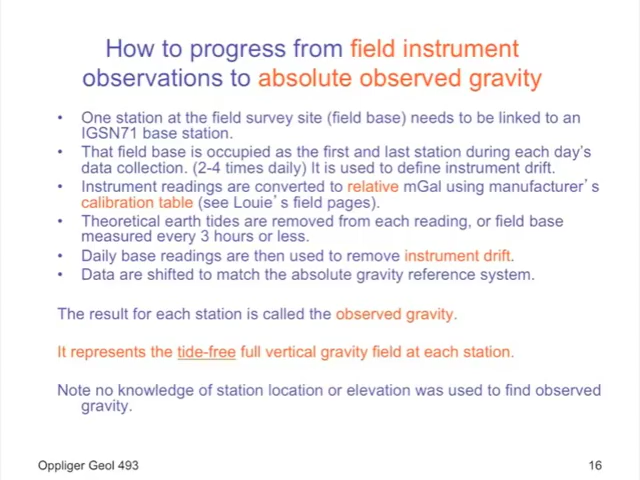 How to progress from field instrument
observations to absolute observed gravity
• One station at the field survey site (field base) needs to be linked to an
IGSN71 base station.
• That field base is occupied as the first and last station during each day's
data collection. (2-4 times daily) It is used to define instrument drift.
• Instrument readings are converted to relative mGal using manufacturer's
calibration table (see Louie's field pages).
• Theoretical earth tides are removed from each reading, or field base
measured every 3 hours or less.
• Daily base readings are then used to remove instrument drift.
• Data are shifted to match the absolute gravity reference system.
The result for each station is called the observed gravity.
It represents the tide-free full vertical gravity field at each station.
Note no knowledge of station location or elevation was used to find observed
gravity.
Oppliger Geol 493
16